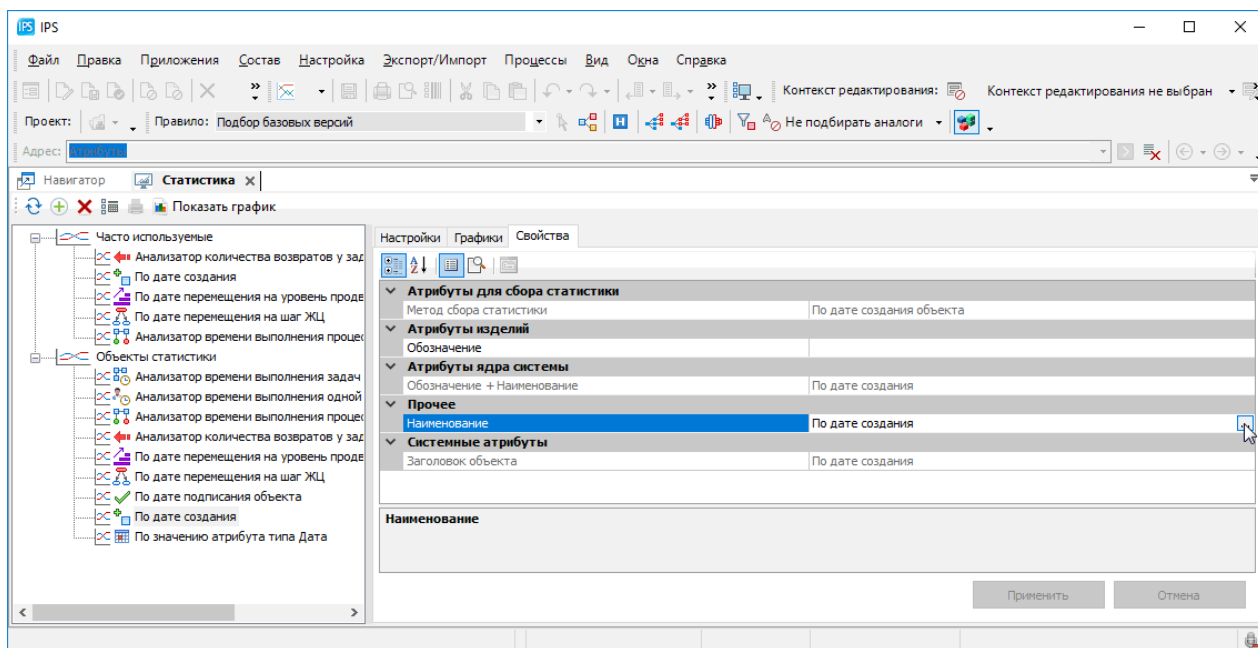 IPS IPS
Файл Правка Приложения Состав Настройка Экспорт/Импорт Процессы Вид Окна Справка
Контекст редактирования: Контекст редактирования не выбран
Проект: Правило: Подбор базовых версий Не подбирать аналоги
Адрес: Атрибуты
Навигатор Статистика
Показать график
Часто используемые
Анализатор количества возвратов у зад
По дате создания
По дате перемещения на уровень продв
По дате перемещения на шаг ЖЦ
Анализатор времени выполнения процес
Объекты статистики
Анализатор времени выполнения задач
Анализатор времени выполнения одной
Анализатор времени выполнения процес
Анализатор количества возвратов у зад
По дате перемещения на уровень продв
По дате перемещения на шаг ЖЦ
По дате подписания объекта
По дате создания
По значению атрибута типа Дата
Настройки Графики Свойства
Атрибуты для сбора статистики
Метод сбора статистики По дате создания объекта
Атрибуты изделий
Обозначение
Атрибуты ядра системы
Обозначение + Наименование По дате создания
Прочее
Наименование По дате создания
Системные атрибуты
Заголовок объекта По дате создания
Наименование
Применить Отмена